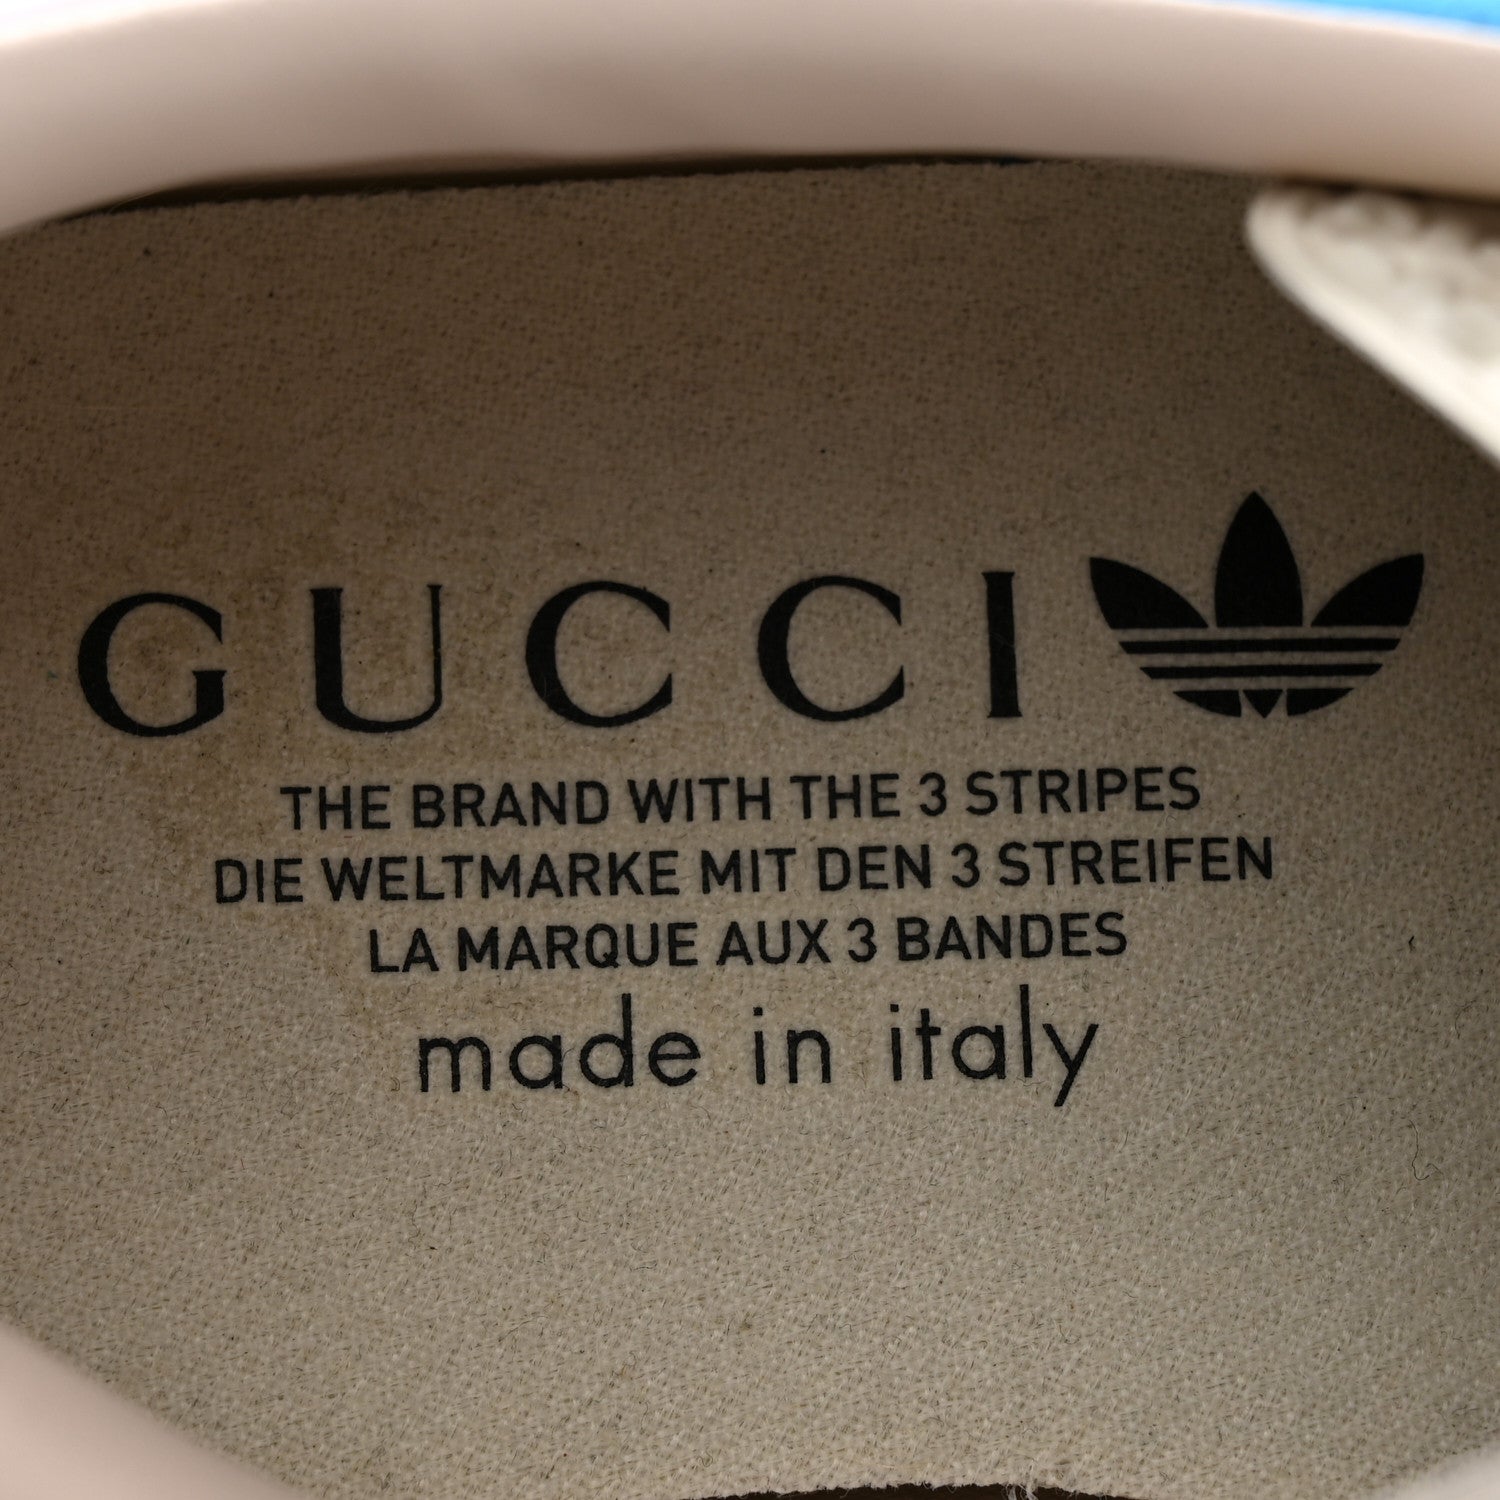 GUCCI
THE BRAND WITH THE 3 STRIPES
DIE WELTMARKE MIT DEN 3 STREIFEN
LA MARQUE AUX 3 BANDES
made in italy